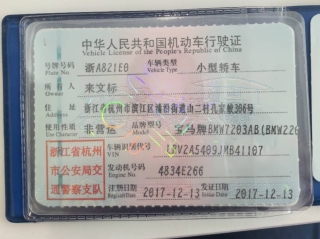 中华人民共和国机动车行驶证
Vehicle License of the People's Republic of China
号牌号码 浙A821E0 车辆类型 小型轿车
Plate No Vehicle Type
所有人 来文标
Owner
住址 浙江省杭州市滨江区浦沿街道山二村孔家埭306号
Address
使用性质 非营运 品牌型号 宝马牌BMW7203AB(BMW226
Use Character Model
浙江省杭州 车辆识别代号
VIN
市公安局交 发动机号码 4834E266
Engine No
通警察支队 注册日期 2017-12-13 发证日期 2017-12-13
Register Date Issue Date